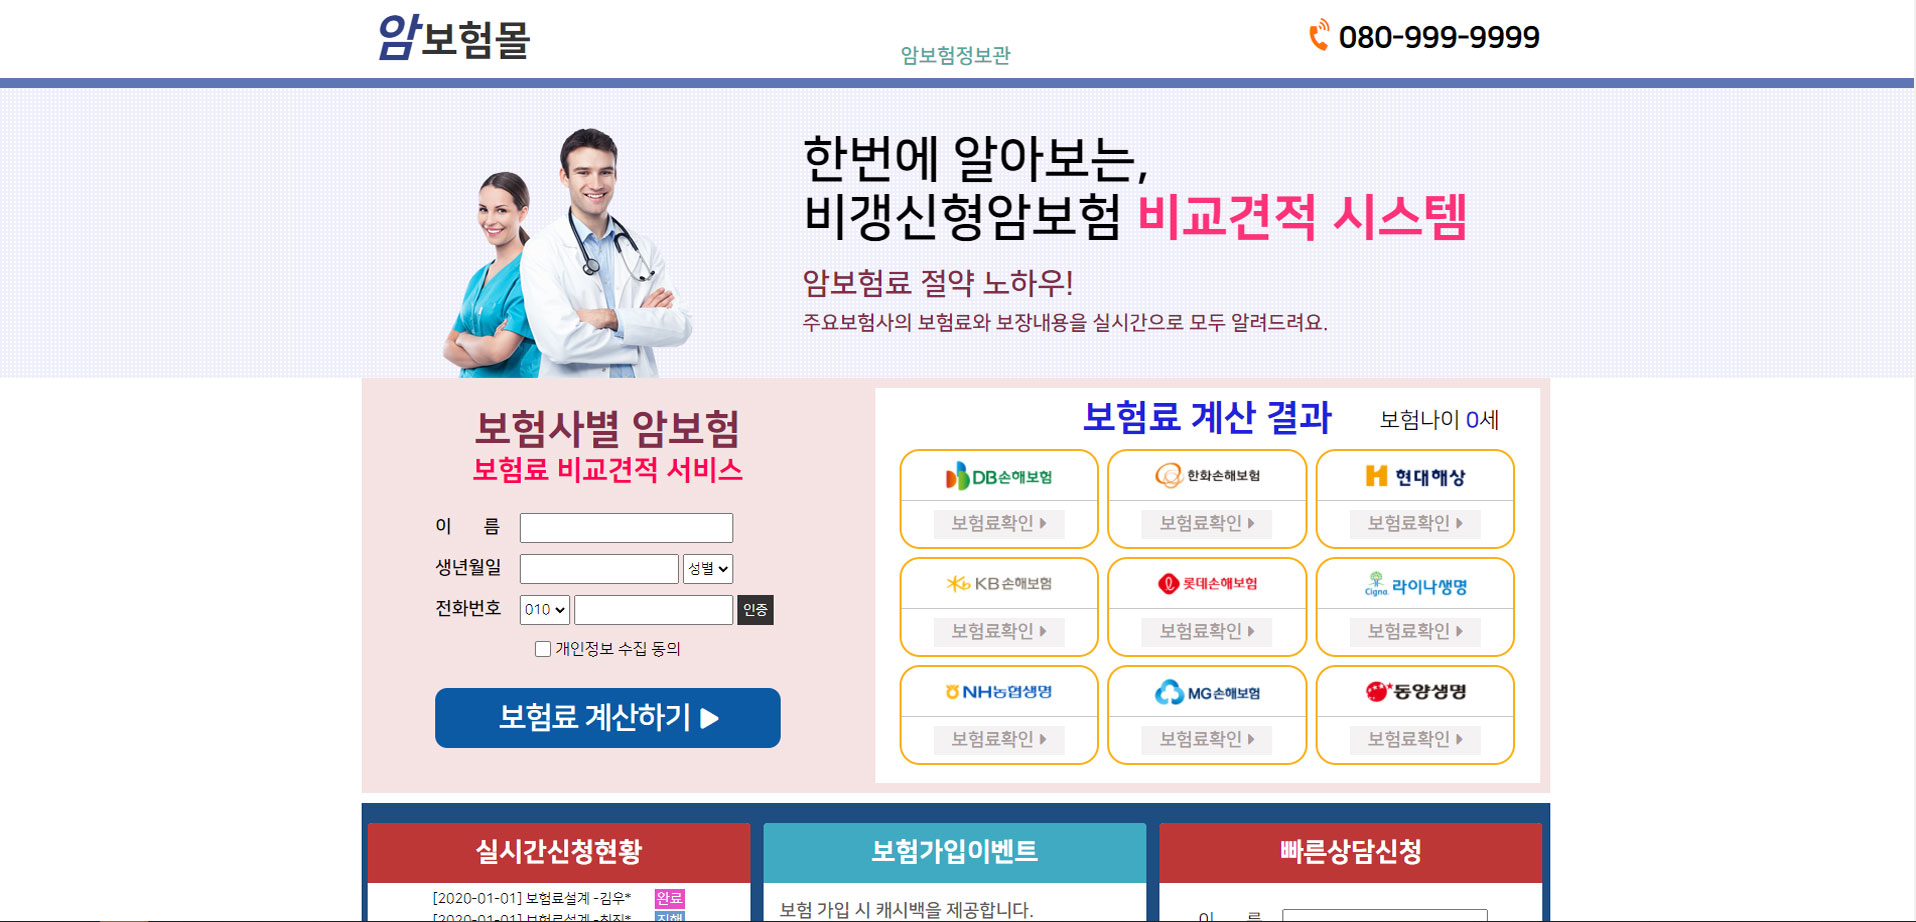 암보험몰
암보험정보관
080-999-9999
한번에 알아보는,
비갱신형암보험 비교견적 시스템
암보험료 절약 노하우!
주요보험사의 보험료와 보장내용을 실시간으로 모두 알려드려요.
보험사별 암보험
보험료 비교견적 서비스
이 름
생년월일 성별
전화번호 010 인증
개인정보 수집 동의
보험료 계산하기 ▶
보험료 계산 결과 보험나이 0세
DB손해보험 한화손해보험 현대해상
보험료확인 보험료확인 보험료확인
KB손해보험 롯데손해보험 Cigna 라이나생명
보험료확인 보험료확인 보험료확인
NH농협생명 MG손해보험 동양생명
보험료확인 보험료확인 보험료확인
실시간신청현황 보험가입이벤트 빠른상담신청
[2020-01-01] 보험료설계 -김우* 완료
보험 가입 시 캐시백을 제공합니다.
이 름